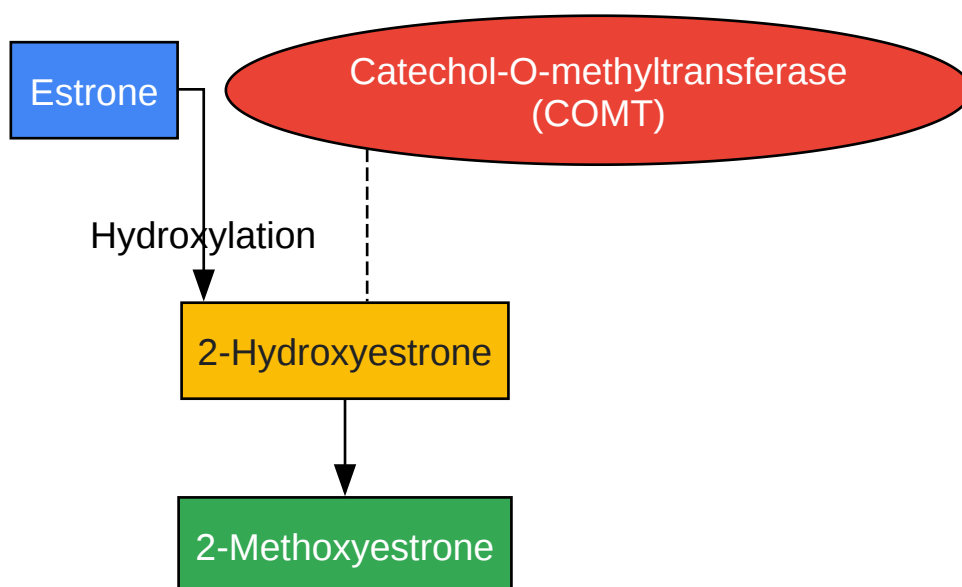 Estrone
Catechol-O-methyltransferase
(COMT)
Hydroxylation
2-Hydroxyestrone
2-Methoxyestrone